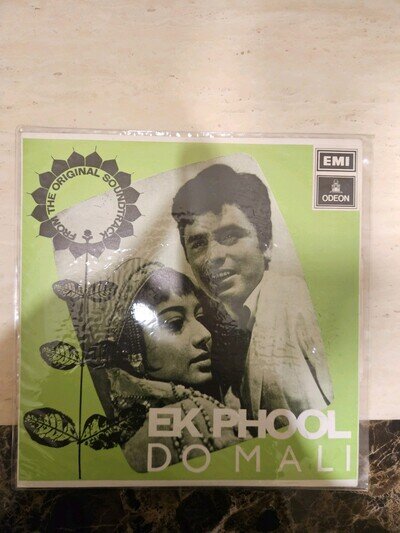 FROM THE ORIGINAL SOUNDTRACK
EMI
ODEON
EK PHOOL
DO MALI